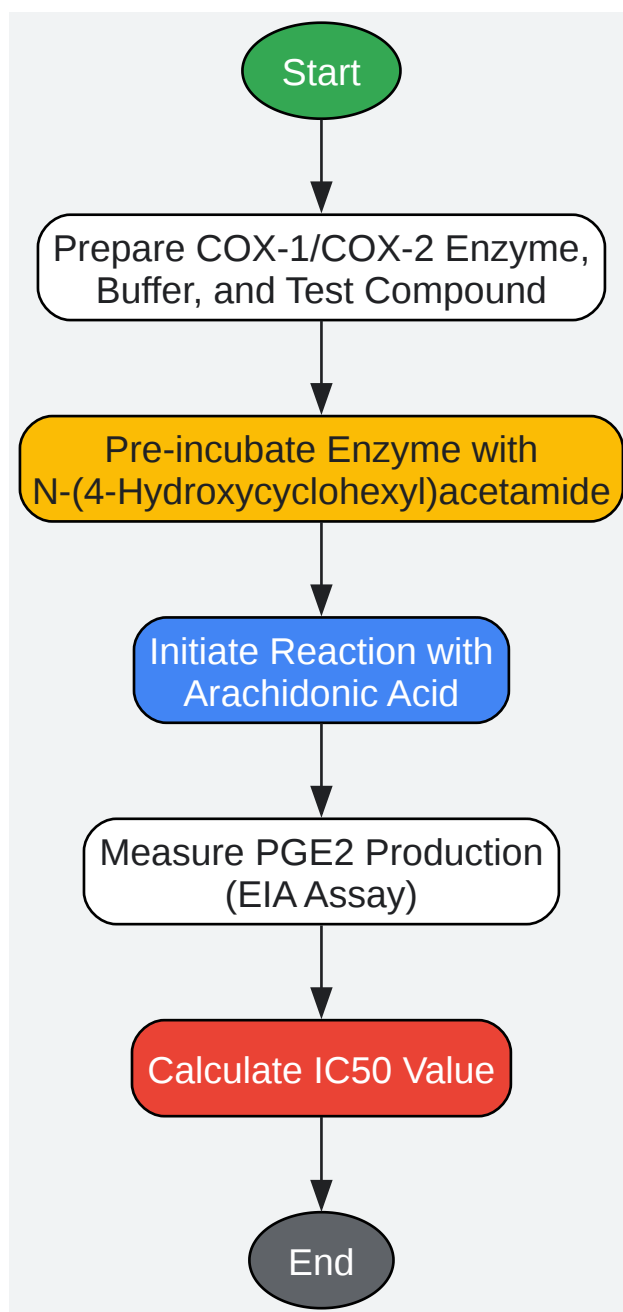 Start
Prepare COX-1/COX-2 Enzyme,
Buffer, and Test Compound
Pre-incubate Enzyme with
N-(4-Hydroxycyclohexyl)acetamide
Initiate Reaction with
Arachidonic Acid
Measure PGE2 Production
(EIA Assay)
Calculate IC50 Value
End